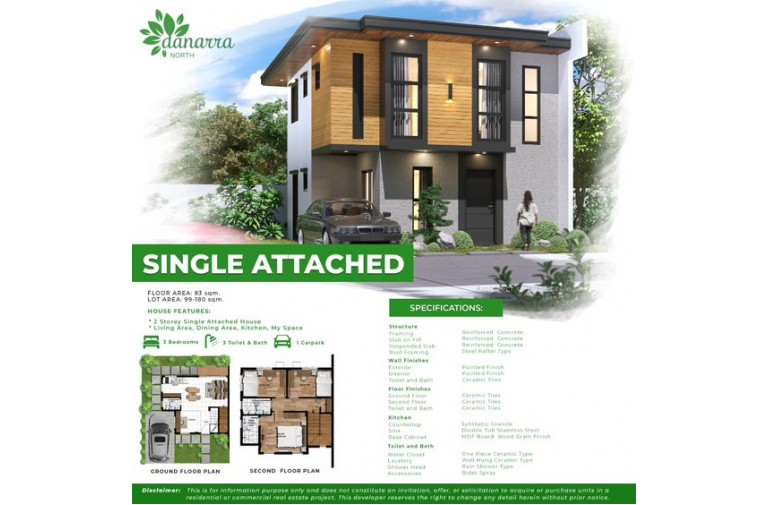 danarra
NORTH
SINGLE ATTACHED
FLOOR AREA: 83 sqm.
LOT AREA: 99-180 sqm.
HOUSE FEATURES:
* 2 Storey Single Attached House
* Living Area, Dining Area, Kitchen, My Space
3 Bedrooms 3 Toilet & Bath 1 Carpark
GROUND FLOOR PLAN SECOND FLOOR PLAN
SPECIFICATIONS:
Structure
Framing Reinforced Concrete
Slab on Fill Reinforced Concrete
Suspended Slab Reinforced Concrete
Roof Framing Steel Rafter Type
Wall Finishes
Exterior Painted Finish
Interior Painted Finish
Toilet and Bath Ceramic Tiles
Floor Finishes
Ground Floor Ceramic Tiles
Second Floor Ceramic Tiles
Toilet and Bath Ceramic Tiles
Kitchen
Countertop Synthetic Granite
Sink Double Tub Stainless Steel
Base Cabinet MDF Board Wood Grain Finish
Toilet and Bath
Water Closet One Piece Ceramic Type
Lavatory Wall Hung Ceramic Type
Shower Head Rain Shower Type
Accessories Bidet Spray
Disclaimer: This is for information purpose only and does not constitute an invitation, offer, or solicitation to acquire or purchase units in a
residential or commercial real estate project. This developer reserves the right to change any detail herein without prior notice.